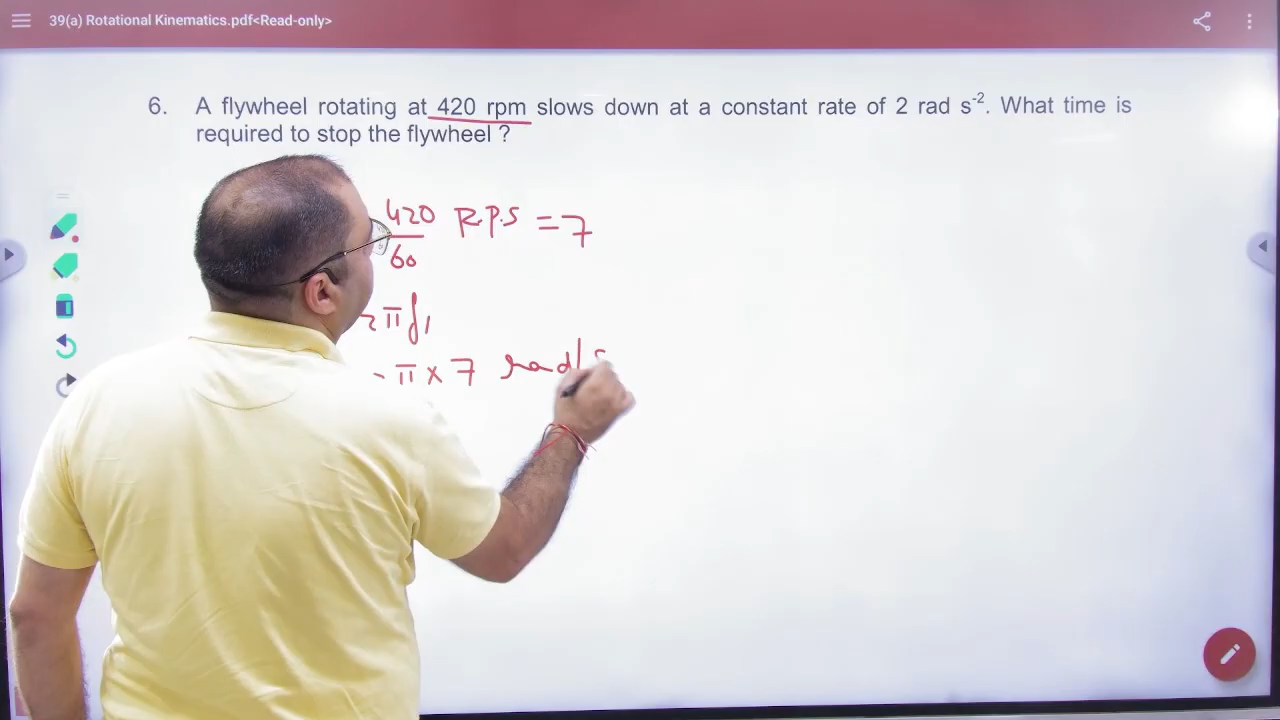 39(a) Rotational Kinematics.pdf<Read-only>
6. A flywheel rotating at 420 rpm slows down at a constant rate of 2 rad s⁻². What time is
required to stop the flywheel ?
420/60 R.P.S = 7
2πf₁
π × 7 rad/s